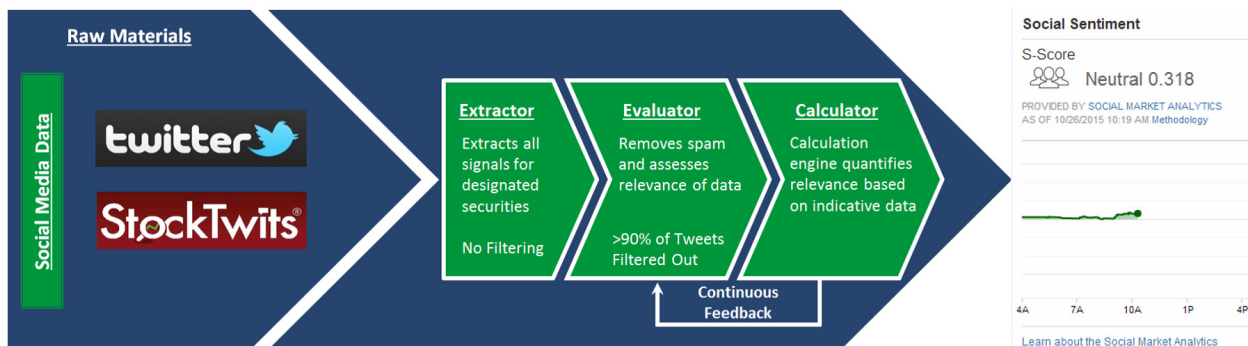 Raw Materials
Social Media Data
twitter
StockTwits®
Extractor
Extracts all
signals for
designated
securities
No Filtering
Evaluator
Removes spam
and assesses
relevance of data
>90% of Tweets
Filtered Out
Calculator
Calculation
engine quantifies
relevance based
on indicative data
Continuous
Feedback
Social Sentiment
S-Score
Neutral 0.318
PROVIDED BY SOCIAL MARKET ANALYTICS
AS OF 10/26/2015 10:19 AM Methodology
4A 7A 10A 1P 4P
Learn about the Social Market Analytics